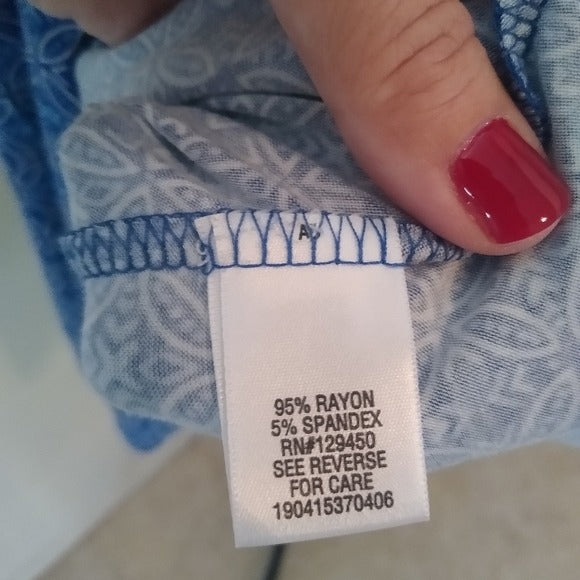 95% RAYON
5% SPANDEX
RN#129450
SEE REVERSE
FOR CARE
190415370406